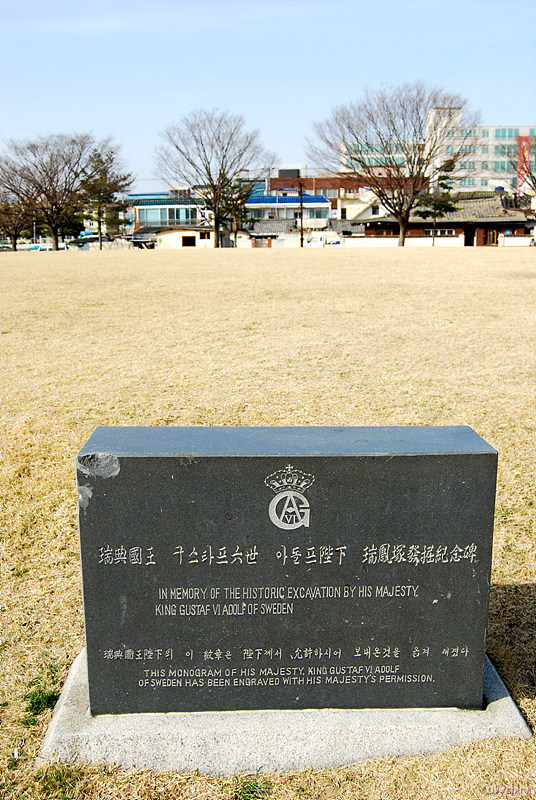 瑞典國王 구스타프六世 아돌프陛下 瑞鳳塚發掘紀念碑
IN MEMORY OF THE HISTORIC EXCAVATION BY HIS MAJESTY,
KING GUSTAF VI ADOLF OF SWEDEN
瑞典國王陛下의 이 紋章은 陛下께서 允許하시어 보내온것을 옮겨 새겼다
THIS MONOGRAM OF HIS MAJESTY, KING GUSTAF VI ADOLF
OF SWEDEN HAS BEEN ENGRAVED WITH HIS MAJESTY'S PERMISSION.